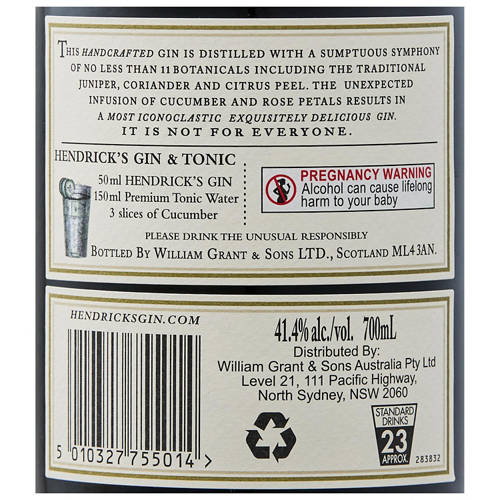 THIS HANDCRAFTED GIN IS DISTILLED WITH A SUMPTUOUS SYMPHONY
OF NO LESS THAN 11 BOTANICALS INCLUDING THE TRADITIONAL
JUNIPER, CORIANDER AND CITRUS PEEL. THE UNEXPECTED
INFUSION OF CUCUMBER AND ROSE PETALS RESULTS IN
A MOST ICONOCLASTIC EXQUISITELY DELICIOUS GIN.
IT IS NOT FOR EVERYONE.
HENDRICK'S GIN & TONIC
50ml HENDRICK'S GIN
150ml Premium Tonic Water
3 slices of Cucumber
PREGNANCY WARNING
Alcohol can cause lifelong
harm to your baby
PLEASE DRINK THE UNUSUAL RESPONSIBLY
BOTTLED BY WILLIAM GRANT & SONS LTD., SCOTLAND ML4 3AN.
HENDRICKSGIN.COM
5 010327 755014 >
41.4% alc./vol. 700mL
Distributed By:
William Grant & Sons Australia Pty Ltd
Level 21, 111 Pacific Highway,
North Sydney, NSW 2060
STANDARD
DRINKS
23
APPROX.
283832